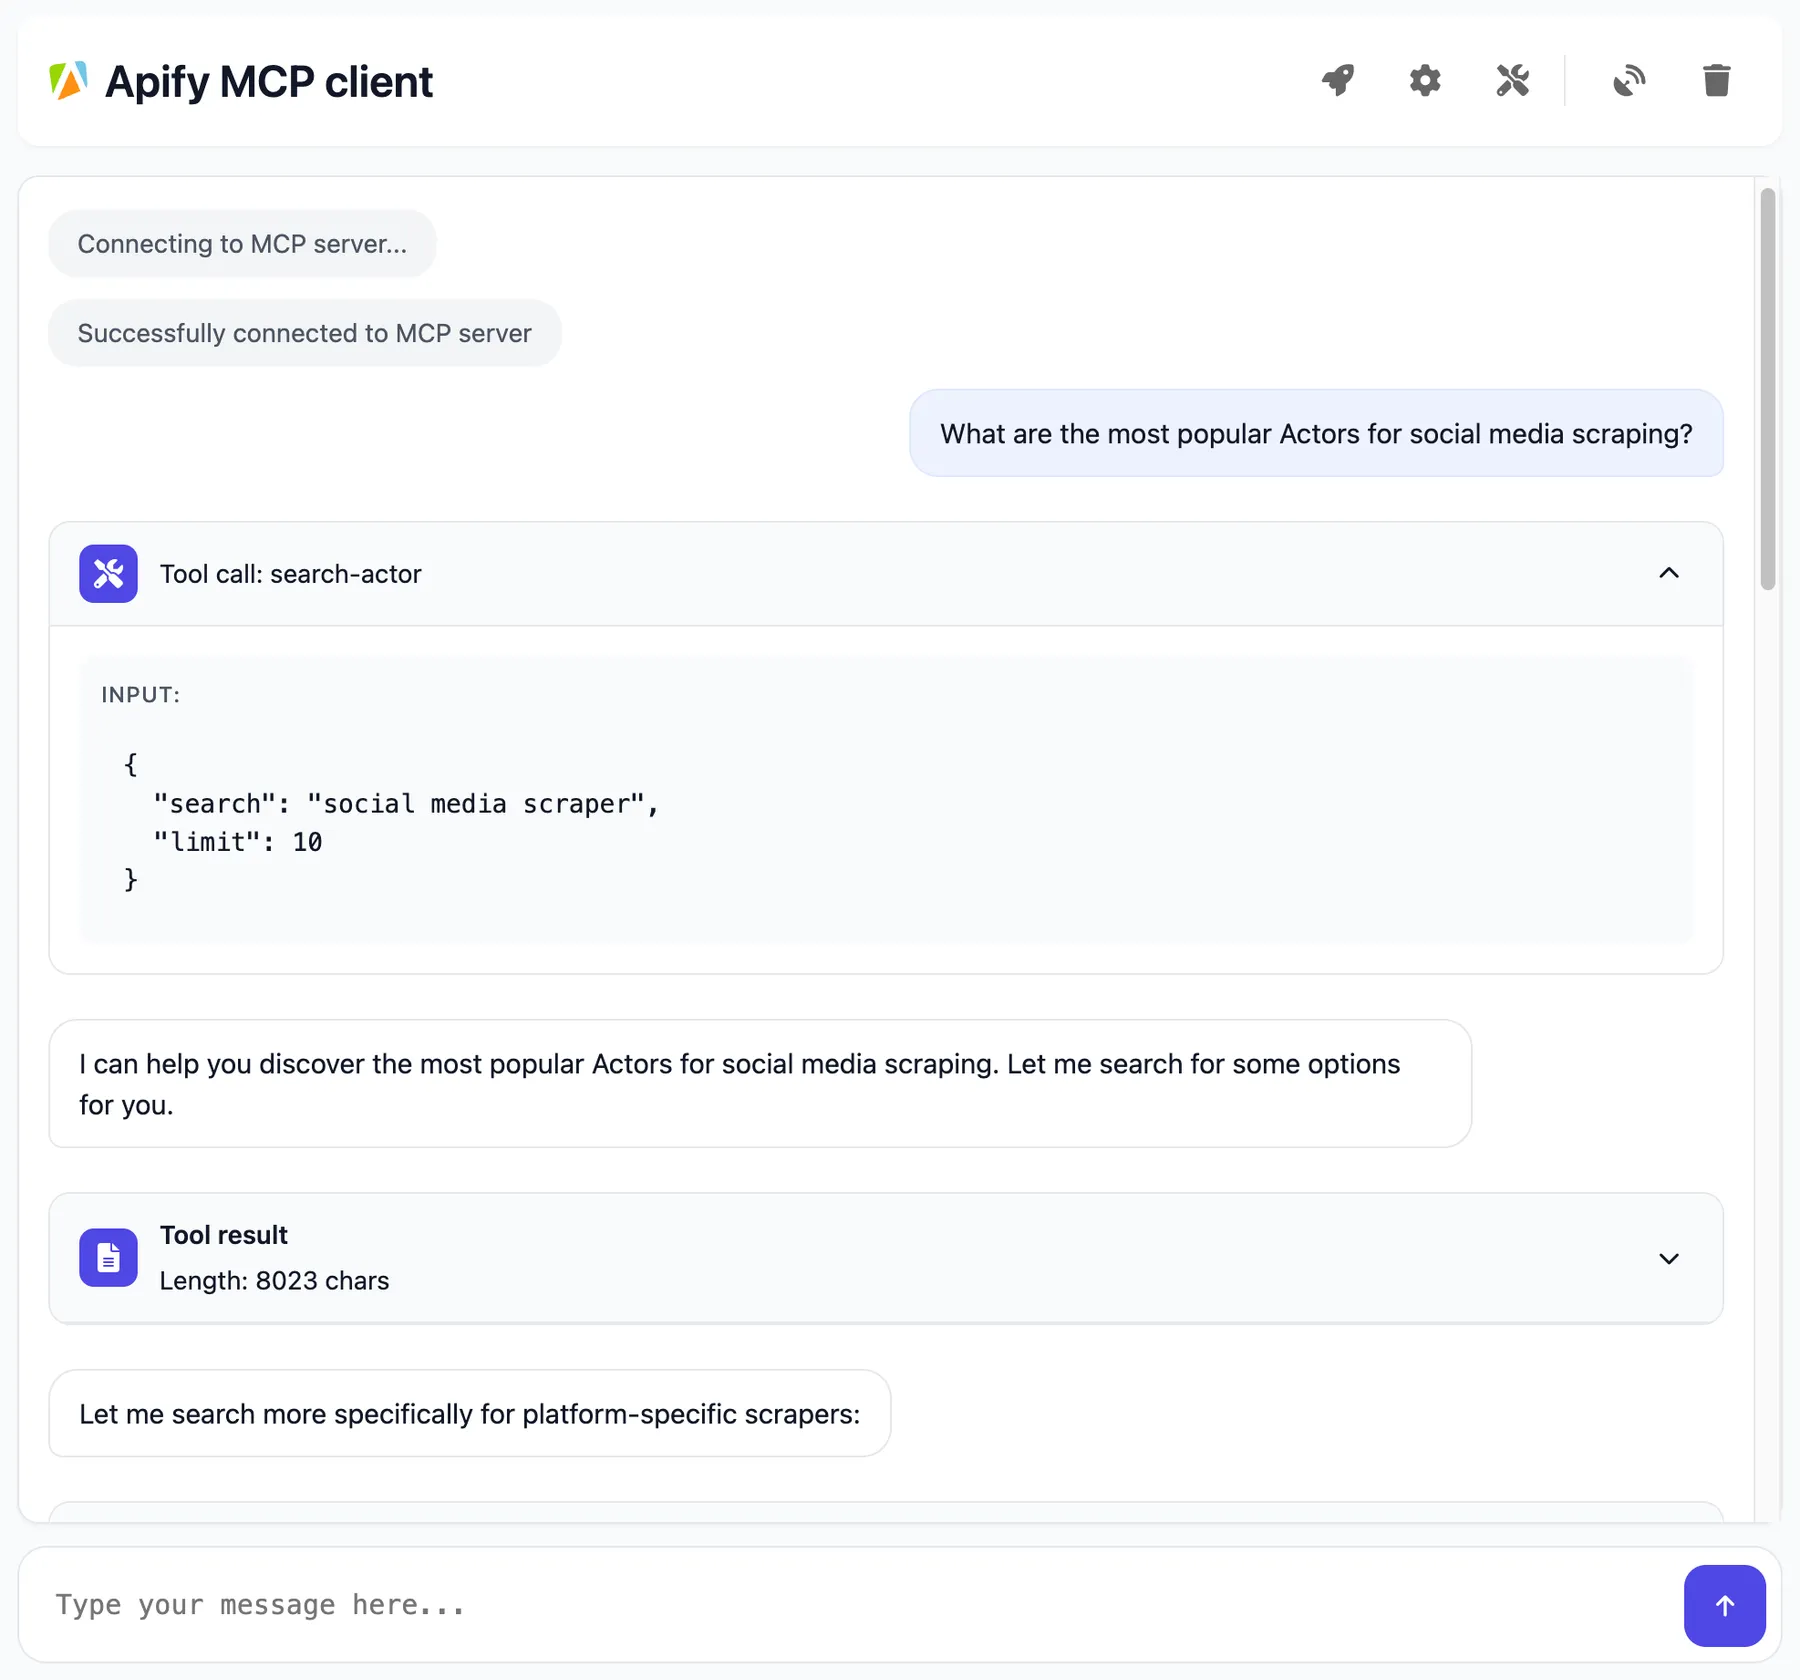 Apify MCP client
Connecting to MCP server...
Successfully connected to MCP server
What are the most popular Actors for social media scraping?
Tool call: search-actor
INPUT:
{
"search": "social media scraper",
"limit": 10
}
I can help you discover the most popular Actors for social media scraping. Let me search for some options
for you.
Tool result
Length: 8023 chars
Let me search more specifically for platform-specific scrapers:
Type your message here...